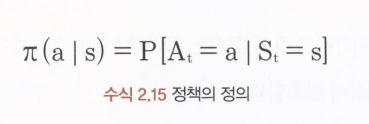 π(a | s) = P[Aₜ = a | Sₜ = s]
수식 2.15 정책의 정의